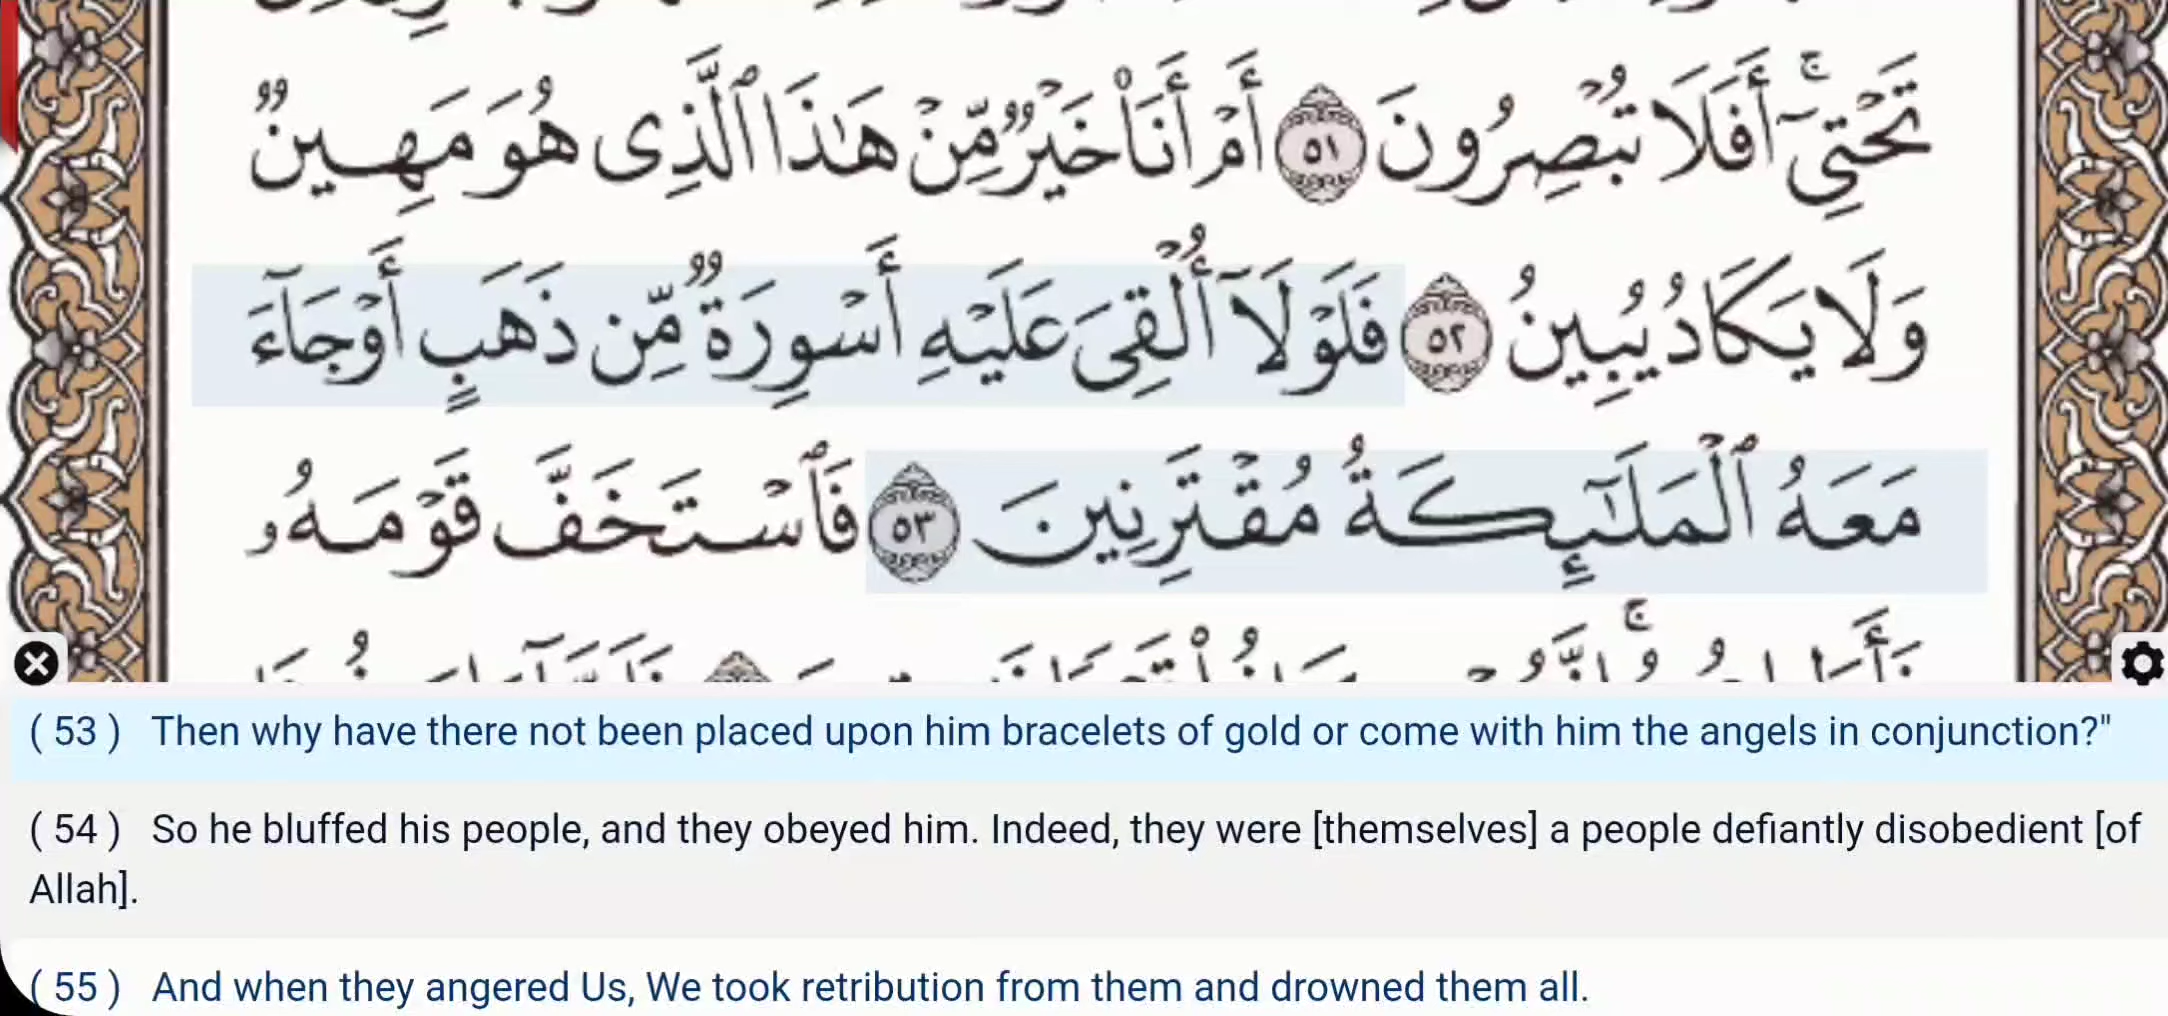 تَحْتِىٓ ۚ أَفَلَا تُبْصِرُونَ ٥١ أَمْ أَنَا۠ خَيْرٌ مِّنْ هَـٰذَا ٱلَّذِى هُوَ مَهِينٌ
وَلَا يَكَادُ يُبِينُ ٥٢ فَلَوْلَآ أُلْقِىَ عَلَيْهِ أَسْوِرَةٌ مِّن ذَهَبٍ أَوْ جَآءَ
مَعَهُ ٱلْمَلَـٰٓئِكَةُ مُقْتَرِنِينَ ٥٣ فَٱسْتَخَفَّ قَوْمَهُۥ
( 53 ) Then why have there not been placed upon him bracelets of gold or come with him the angels in conjunction?"
( 54 ) So he bluffed his people, and they obeyed him. Indeed, they were [themselves] a people defiantly disobedient [of
Allah].
( 55 ) And when they angered Us, We took retribution from them and drowned them all.